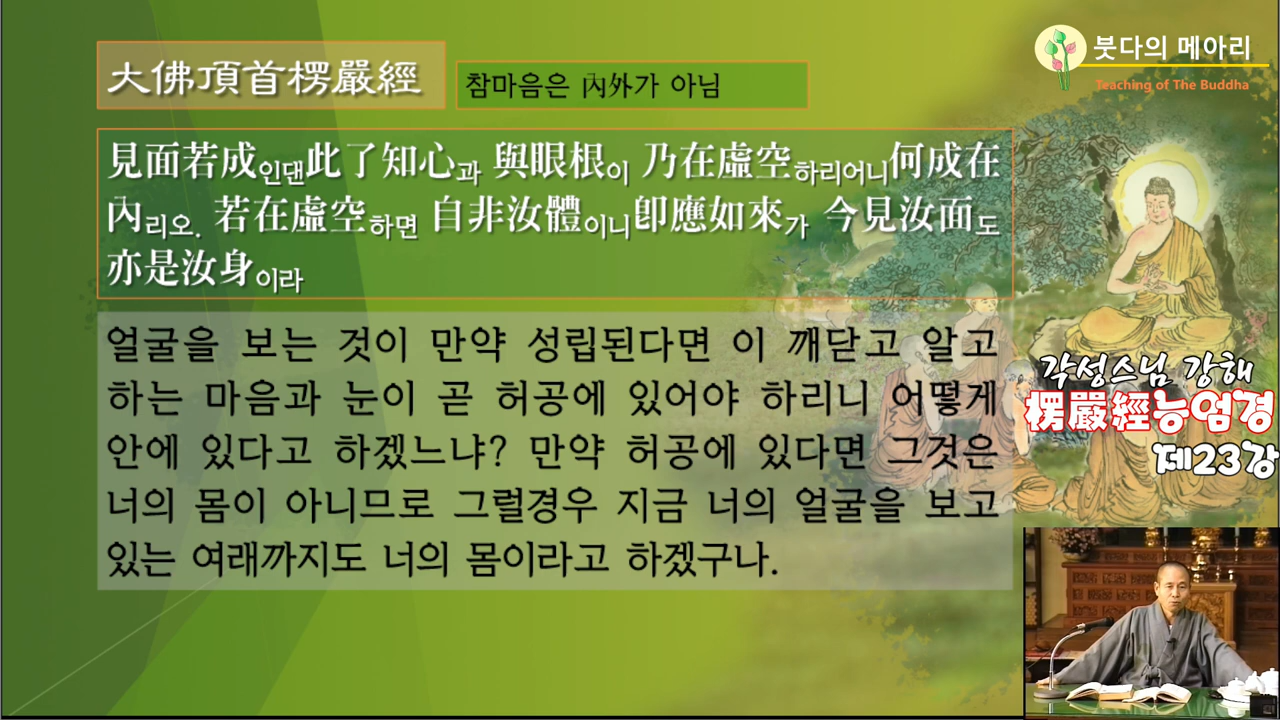 大佛頂首楞嚴經
참마음은 內外가 아님
붓다의 메아리
Teaching of The Buddha
見面若成인댄此了知心과 與眼根이 乃在虛空하리어니何成在
內리오. 若在虛空하면 自非汝體이니卽應如來가 今見汝面도
亦是汝身이라
얼굴을 보는 것이 만약 성립된다면 이 깨닫고 알고
하는 마음과 눈이 곧 허공에 있어야 하리니 어떻게
안에 있다고 하겠느냐? 만약 허공에 있다면 그것은
너의 몸이 아니므로 그럴경우 지금 너의 얼굴을 보고
있는 여래까지도 너의 몸이라고 하겠구나.
각성스님 강해
楞嚴經능엄경
제23강